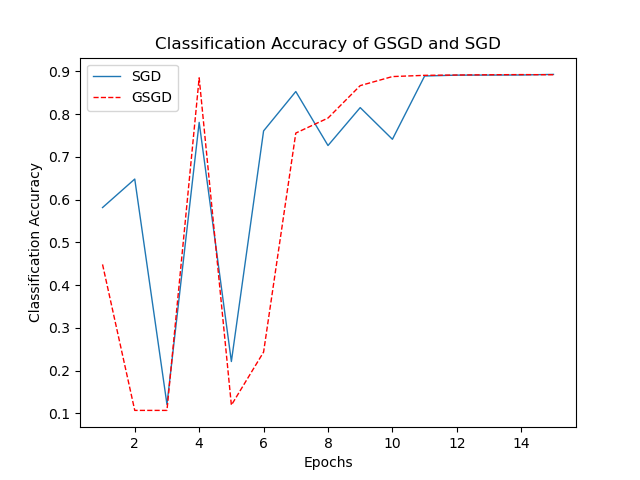 Classification Accuracy of GSGD and SGD
SGD
GSGD
Classification Accuracy
0.9
0.8
0.7
0.6
0.5
0.4
0.3
0.2
0.1
2 4 6 8 10 12 14
Epochs